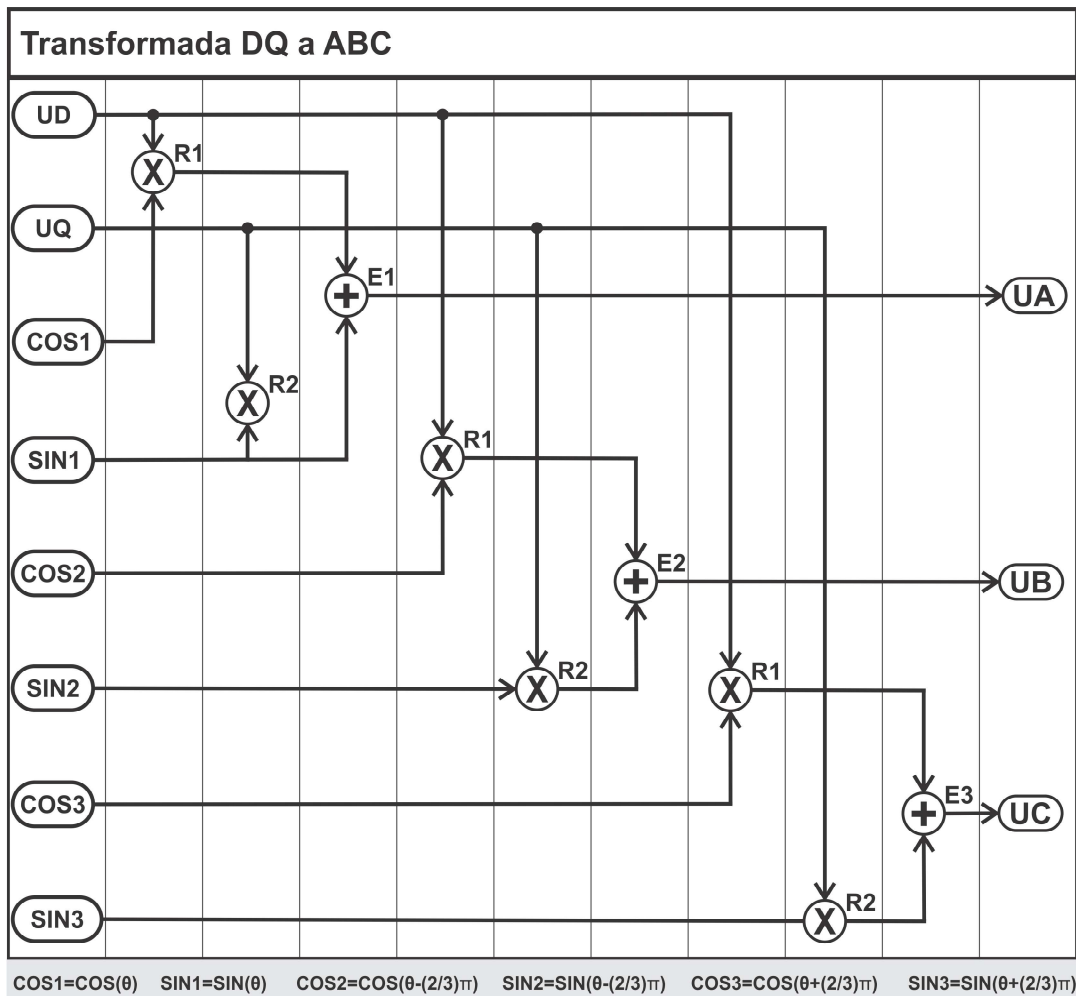 Transformada DQ a ABC
UD
R1
UQ
E1
UA
COS1
R2
SIN1
R1
COS2
E2
UB
SIN2
R2
R1
COS3
E3
UC
SIN3
R2
COS1=COS(θ) SIN1=SIN(θ) COS2=COS(θ-(2/3)π) SIN2=SIN(θ-(2/3)π) COS3=COS(θ+(2/3)π) SIN3=SIN(θ+(2/3)π)